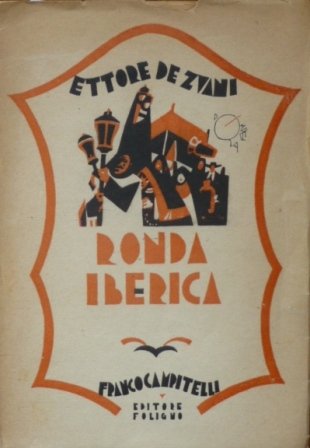 ETTORE DE ZUANI
RONDA
IBERICA
FRANCO CAMPITELLI
EDITORE
FOLIGNO